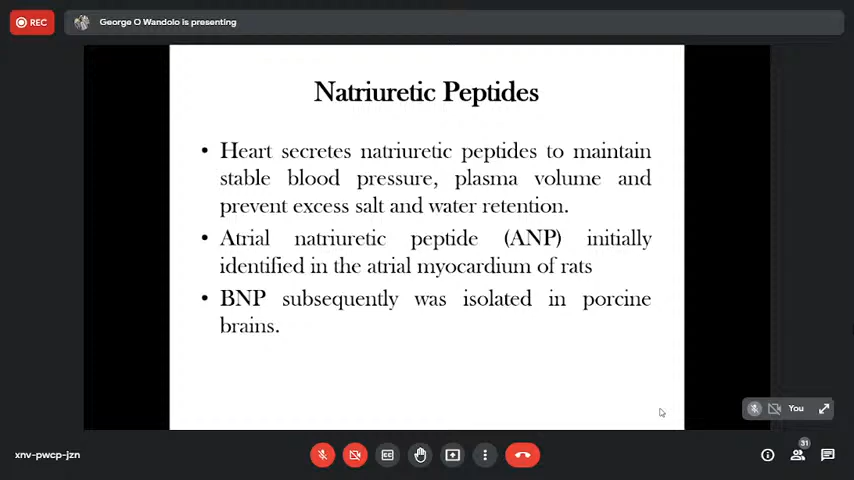 REC
George O Wandolo is presenting
Natriuretic Peptides
• Heart secretes natriuretic peptides to maintain
stable blood pressure, plasma volume and
prevent excess salt and water retention.
• Atrial natriuretic peptide (ANP) initially
identified in the atrial myocardium of rats
• BNP subsequently was isolated in porcine
brains.
You
xnv-pwcp-jzn
CC
31